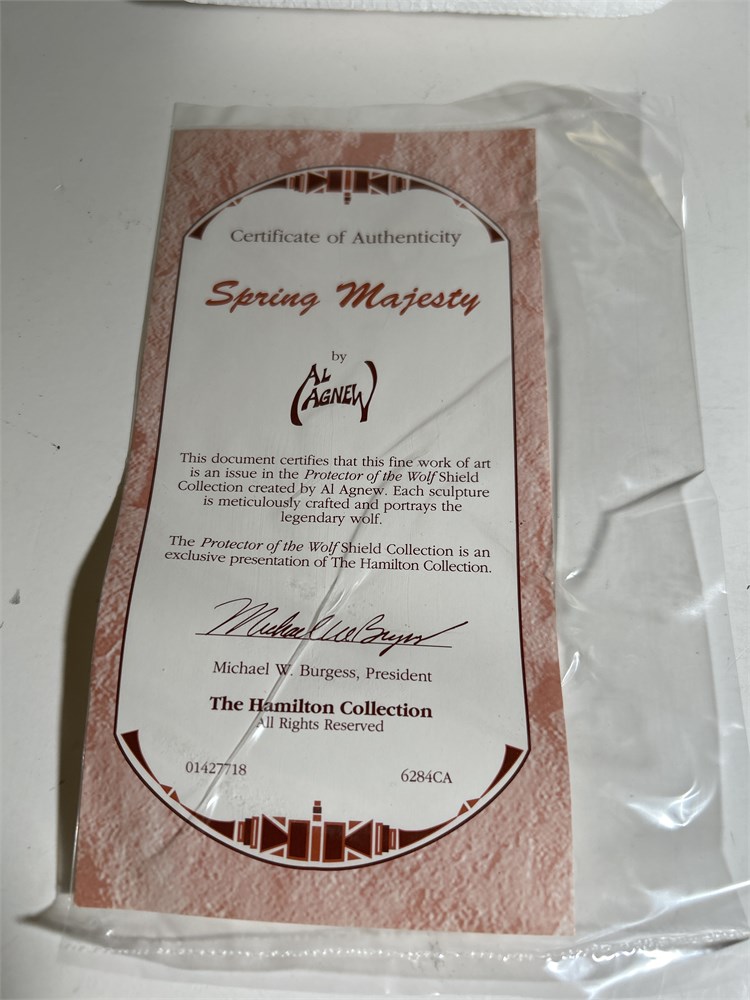 Certificate of Authenticity
Spring Majesty
by
AL
AGNEW
This document certifies that this fine work of art
is an issue in the Protector of the Wolf Shield
Collection created by Al Agnew. Each sculpture
is meticulously crafted and portrays the
legendary wolf.
The Protector of the Wolf Shield Collection is an
exclusive presentation of The Hamilton Collection.
Michael W. Burgess
Michael W. Burgess, President
The Hamilton Collection
All Rights Reserved
01427718 6284CA